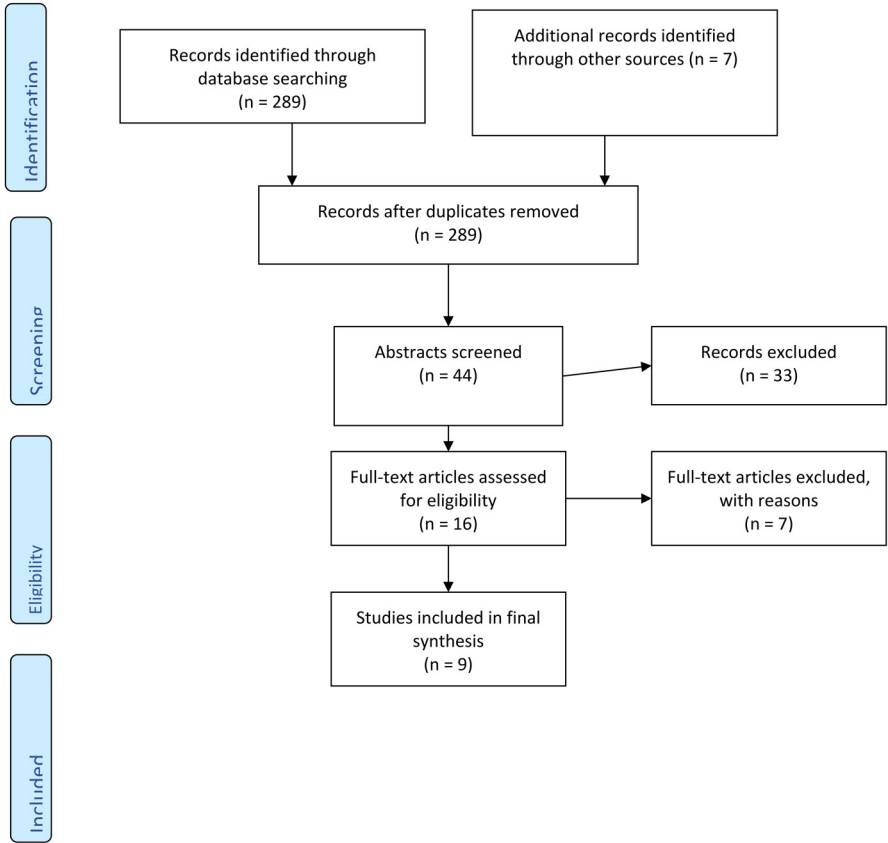 Identification
Records identified through
database searching
(n = 289)
Additional records identified
through other sources (n = 7)
Records after duplicates removed
(n = 289)
Screening
Abstracts screened
(n = 44)
Records excluded
(n = 33)
Eligibility
Full-text articles assessed
for eligibility
(n = 16)
Full-text articles excluded,
with reasons
(n = 7)
Studies included in final
synthesis
(n = 9)
Included